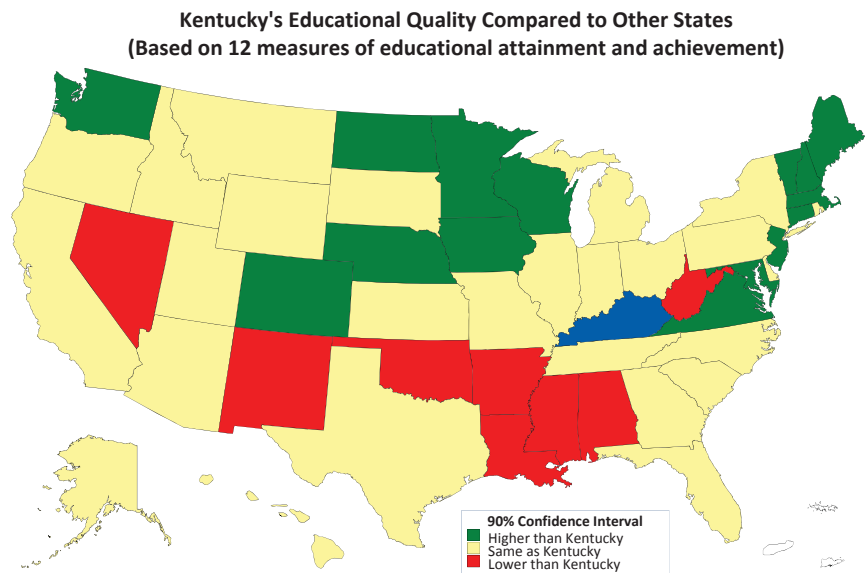 Kentucky's Educational Quality Compared to Other States
(Based on 12 measures of educational attainment and achievement)
90% Confidence Interval
Higher than Kentucky
Same as Kentucky
Lower than Kentucky